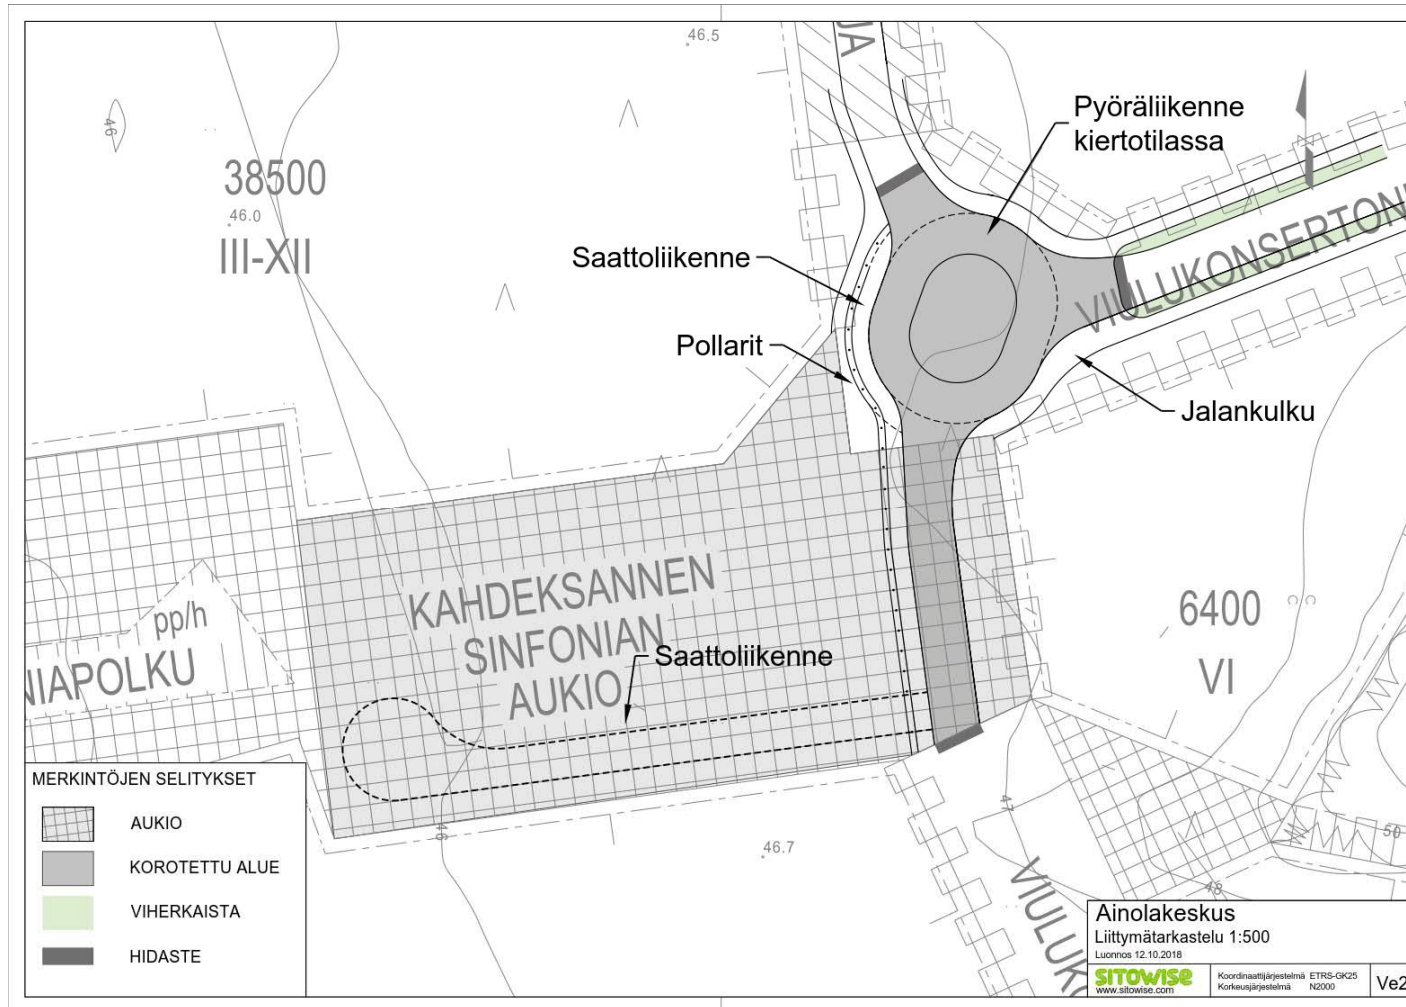 JA
46.5
Pyöräliikenne
kiertotilassa
46
38500
46.0
III-XII
Saattoliikenne
VIULUKONSERTON
Pollarit
Jalankulku
KAHDEKSANNEN
SINFONIAN
AUKIO
Saattoliikenne
pp/h
NIAPOLKU
6400
VI
MERKINTÖJEN SELITYKSET
AUKIO
KOROTETTU ALUE
VIHERKAISTA
HIDASTE
46
46.7
47
48
50
VIULUK
Ainolakeskus
Liittymätarkastelu 1:500
Luonnos 12.10.2018
SITOWISE
www.sitowise.com
Koordinaattijärjestelmä ETRS-GK25
Korkeusjärjestelmä N2000
Ve2